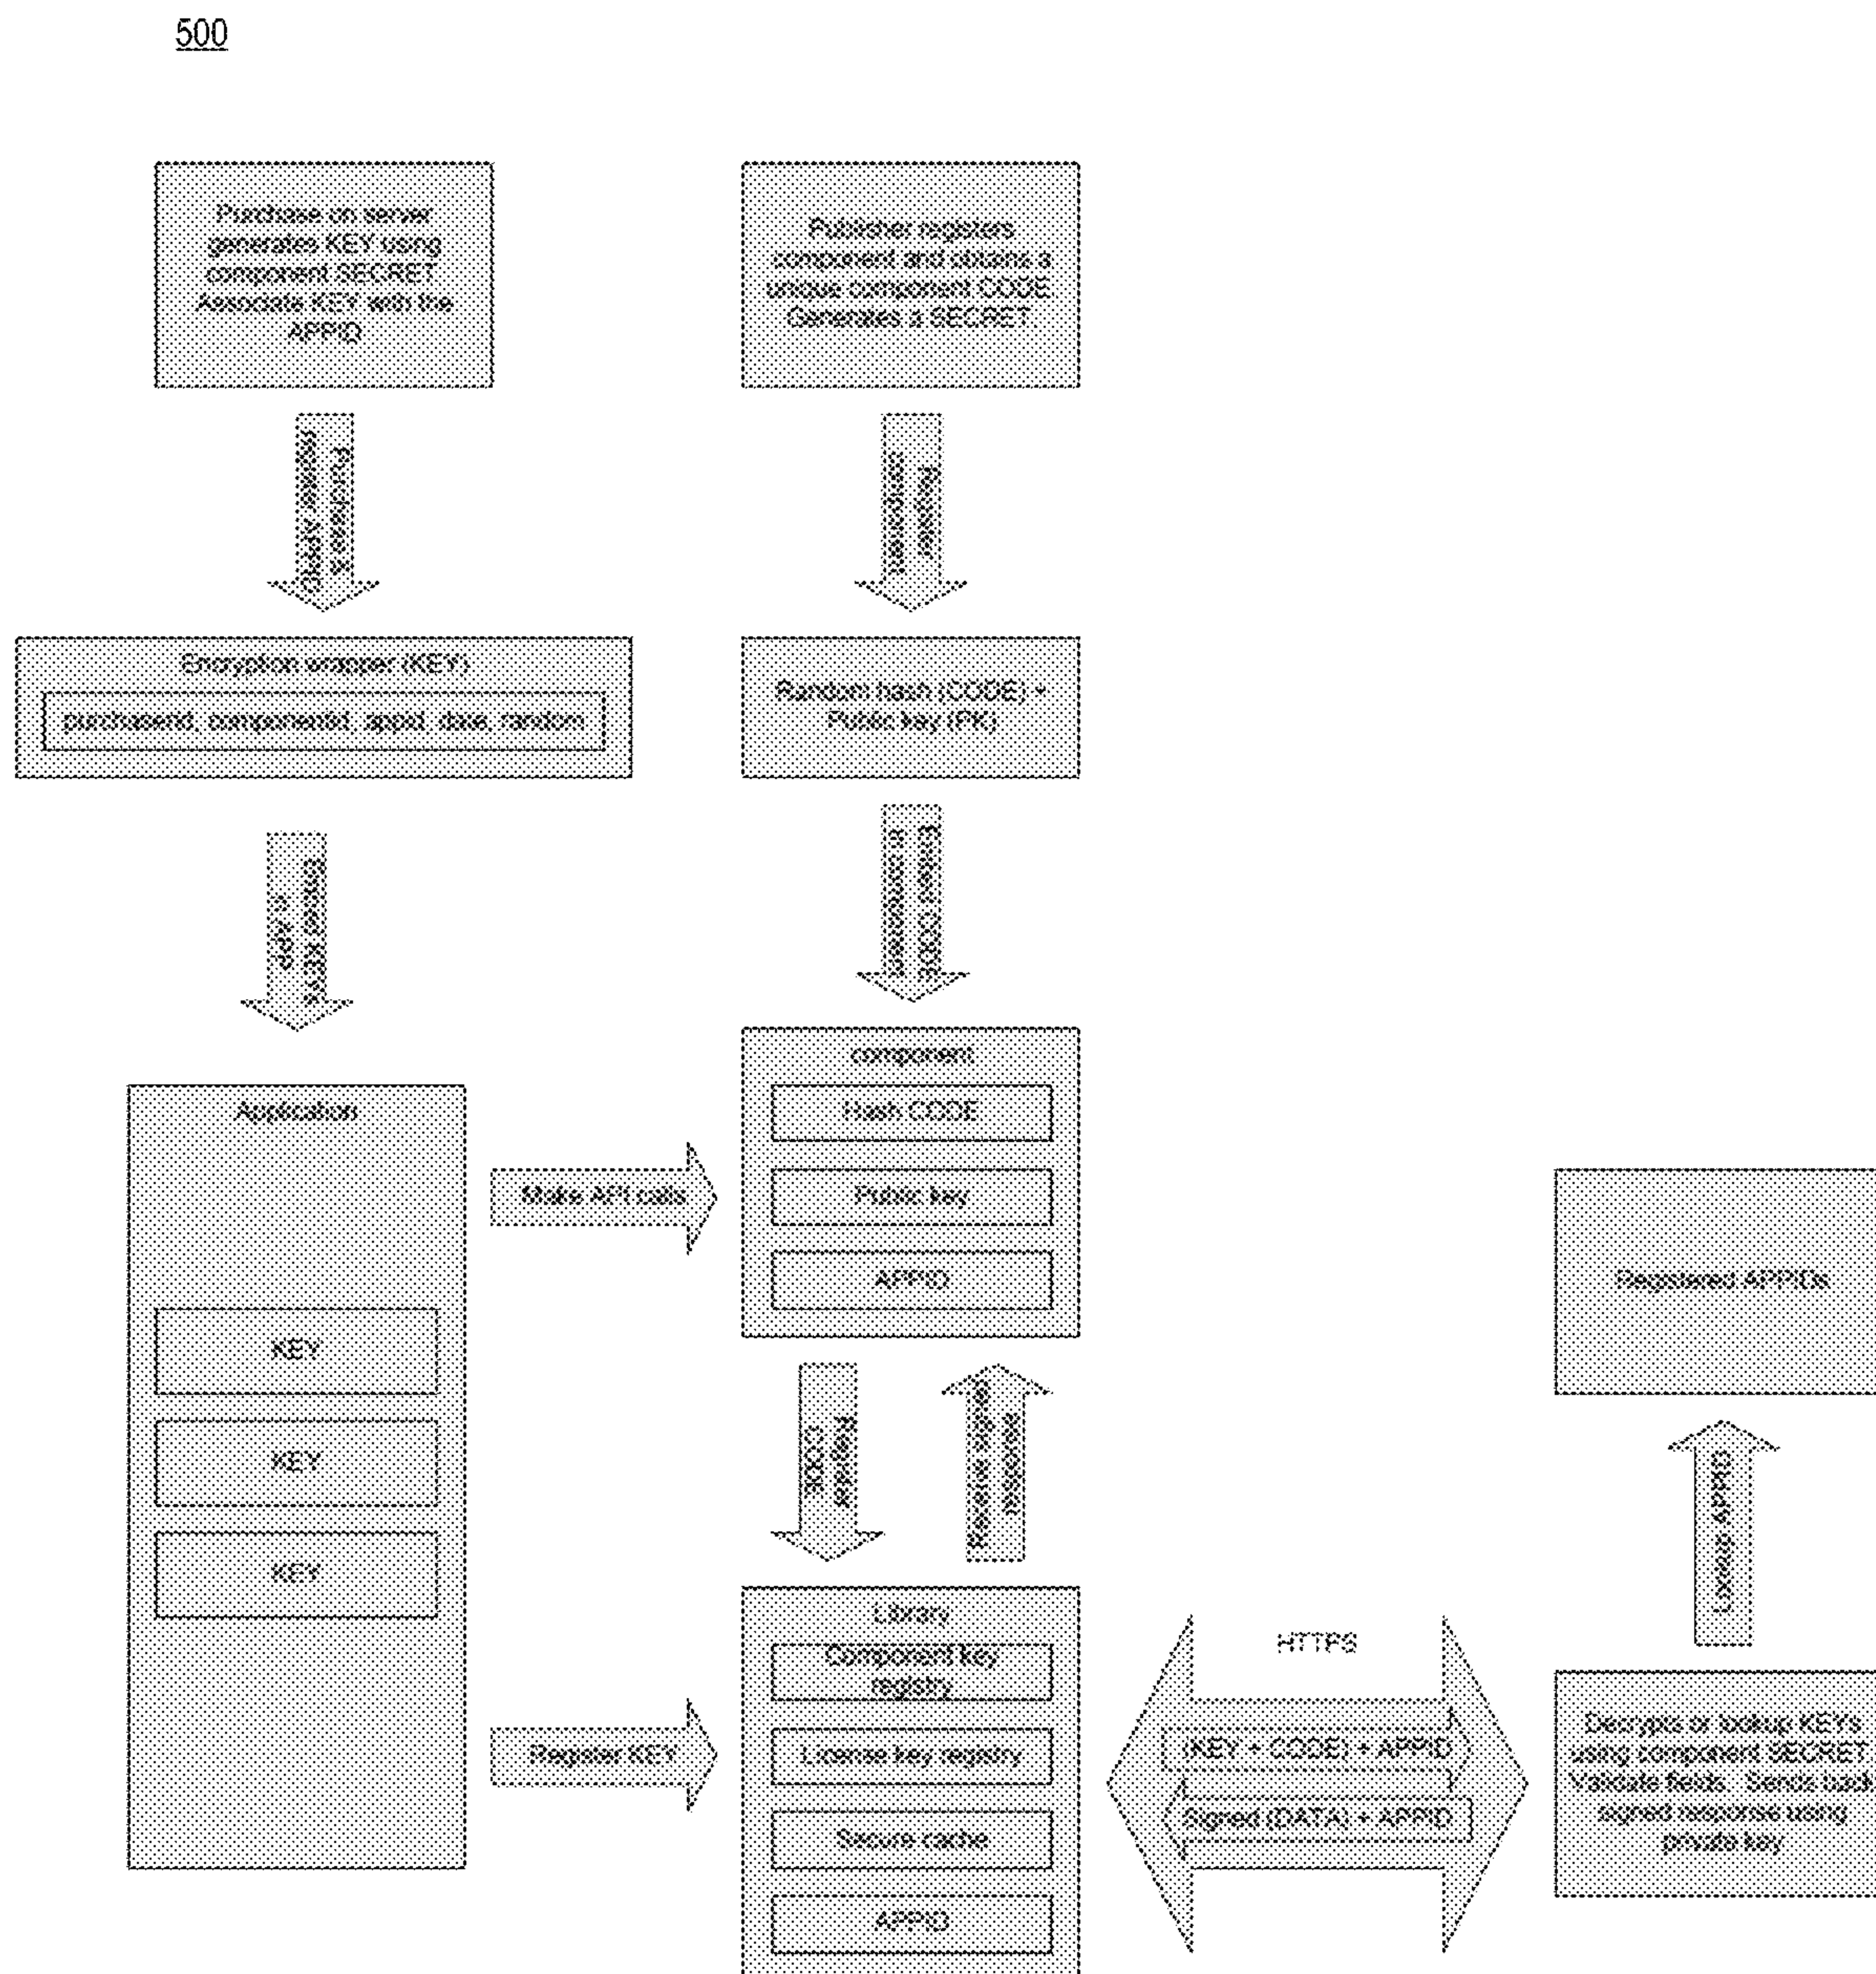 500
Purchase on server
generates KEY using
component SECRET
Associate KEY with the
APPID
Publisher registers
component and obtains a
unique component CODE
Generates a SECRET
Encryption wrapper (KEY)
purchaseid, componentid, appid, date, random
Random hash (CODE) +
Public key (PK)
Application
KEY
KEY
KEY
Make API calls
Register KEY
component
Hash CODE
Public key
APPID
Register
CODE
Receive signed
Library
Component key
registry
License key registry
Secure cache
APPID
HTTPS
(KEY + CODE) + APPID
Signed (DATA) + APPID
Registered APPIDs
Decrypts or lookup KEYs
using component SECRET.
Validate fields. Sends back
signed response using
private key